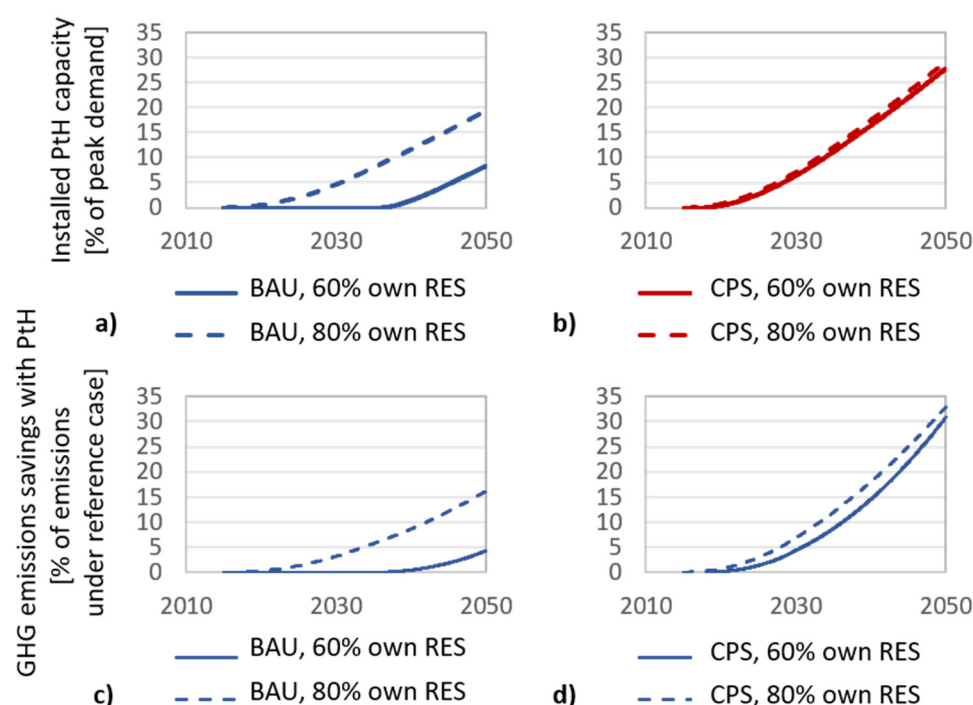 Installed PtH capacity
[% of peak demand]
35
30
25
20
15
10
5
0
2010
2030
2050
BAU, 60% own RES
a)
BAU, 80% own RES
35
30
25
20
15
10
5
0
2010
2030
2050
CPS, 60% own RES
b)
CPS, 80% own RES
GHG emissions savings with PtH
[% of emissions
under reference case]
35
30
25
20
15
10
5
0
2010
2030
2050
BAU, 60% own RES
c)
BAU, 80% own RES
35
30
25
20
15
10
5
0
2010
2030
2050
CPS, 60% own RES
d)
CPS, 80% own RES